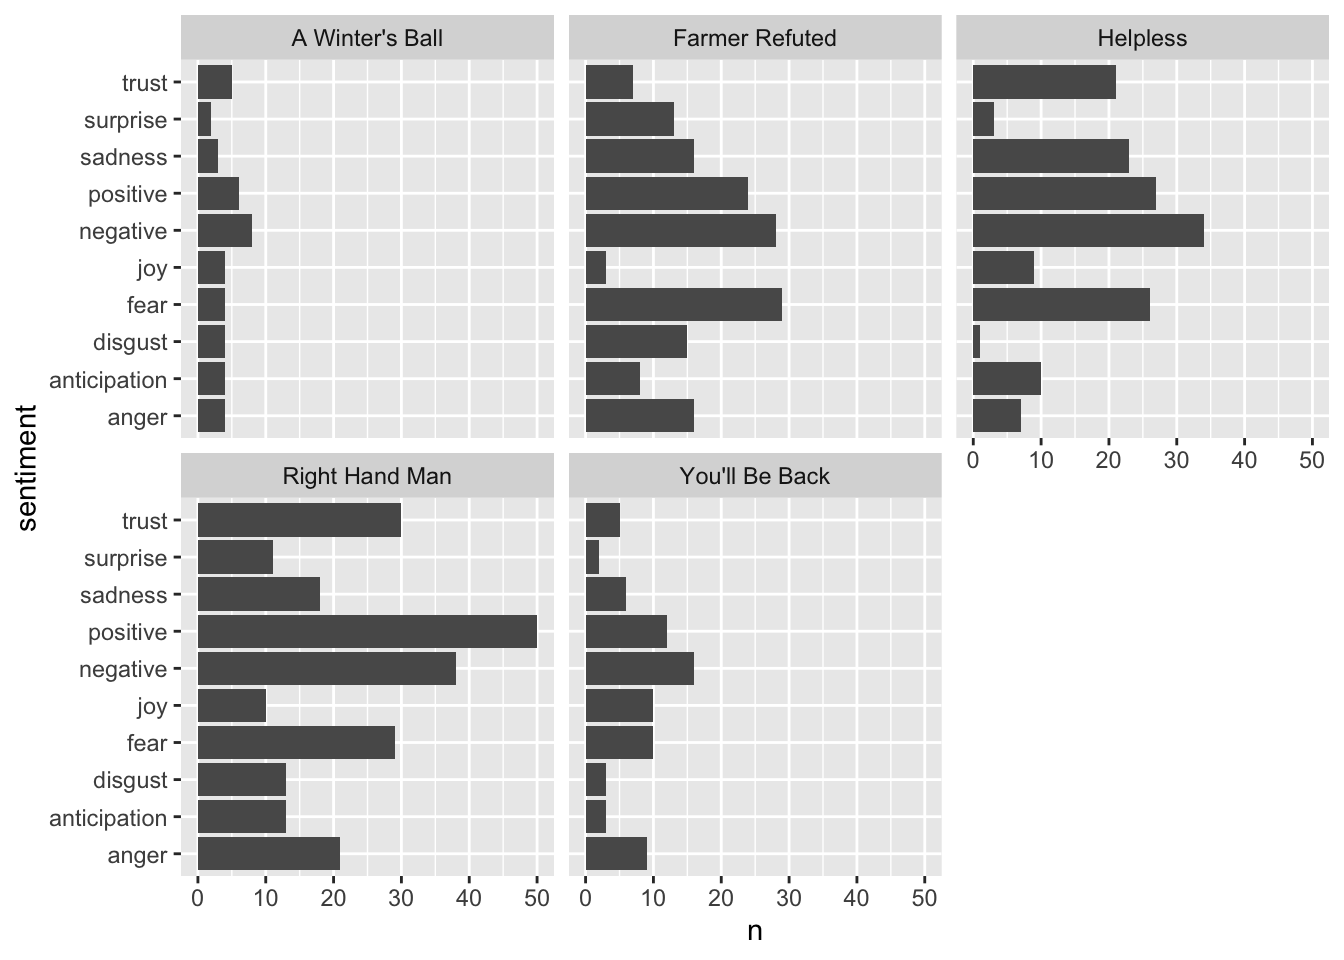 A Winter's Ball
Farmer Refuted
Helpless
trust
surprise
sadness
positive
negative
joy
fear
disgust
anticipation
anger
0 10 20 30 40 50
sentiment
Right Hand Man
You'll Be Back
trust
surprise
sadness
positive
negative
joy
fear
disgust
anticipation
anger
0 10 20 30 40 50
0 10 20 30 40 50
n